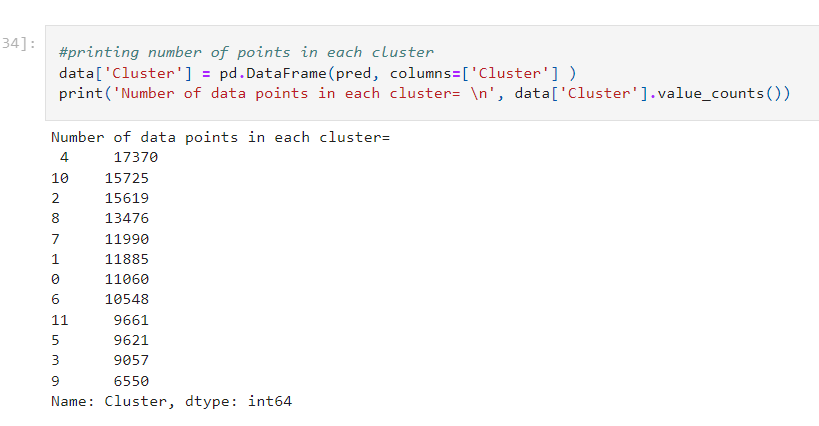 34]:
#printing number of points in each cluster
data['Cluster'] = pd.DataFrame(pred, columns=['Cluster'] )
print('Number of data points in each cluster= \n', data['Cluster'].value_counts())
Number of data points in each cluster=
4     17370
10    15725
2     15619
8     13476
7     11990
1     11885
0     11060
6     10548
11     9661
5      9621
3      9057
9      6550
Name: Cluster, dtype: int64